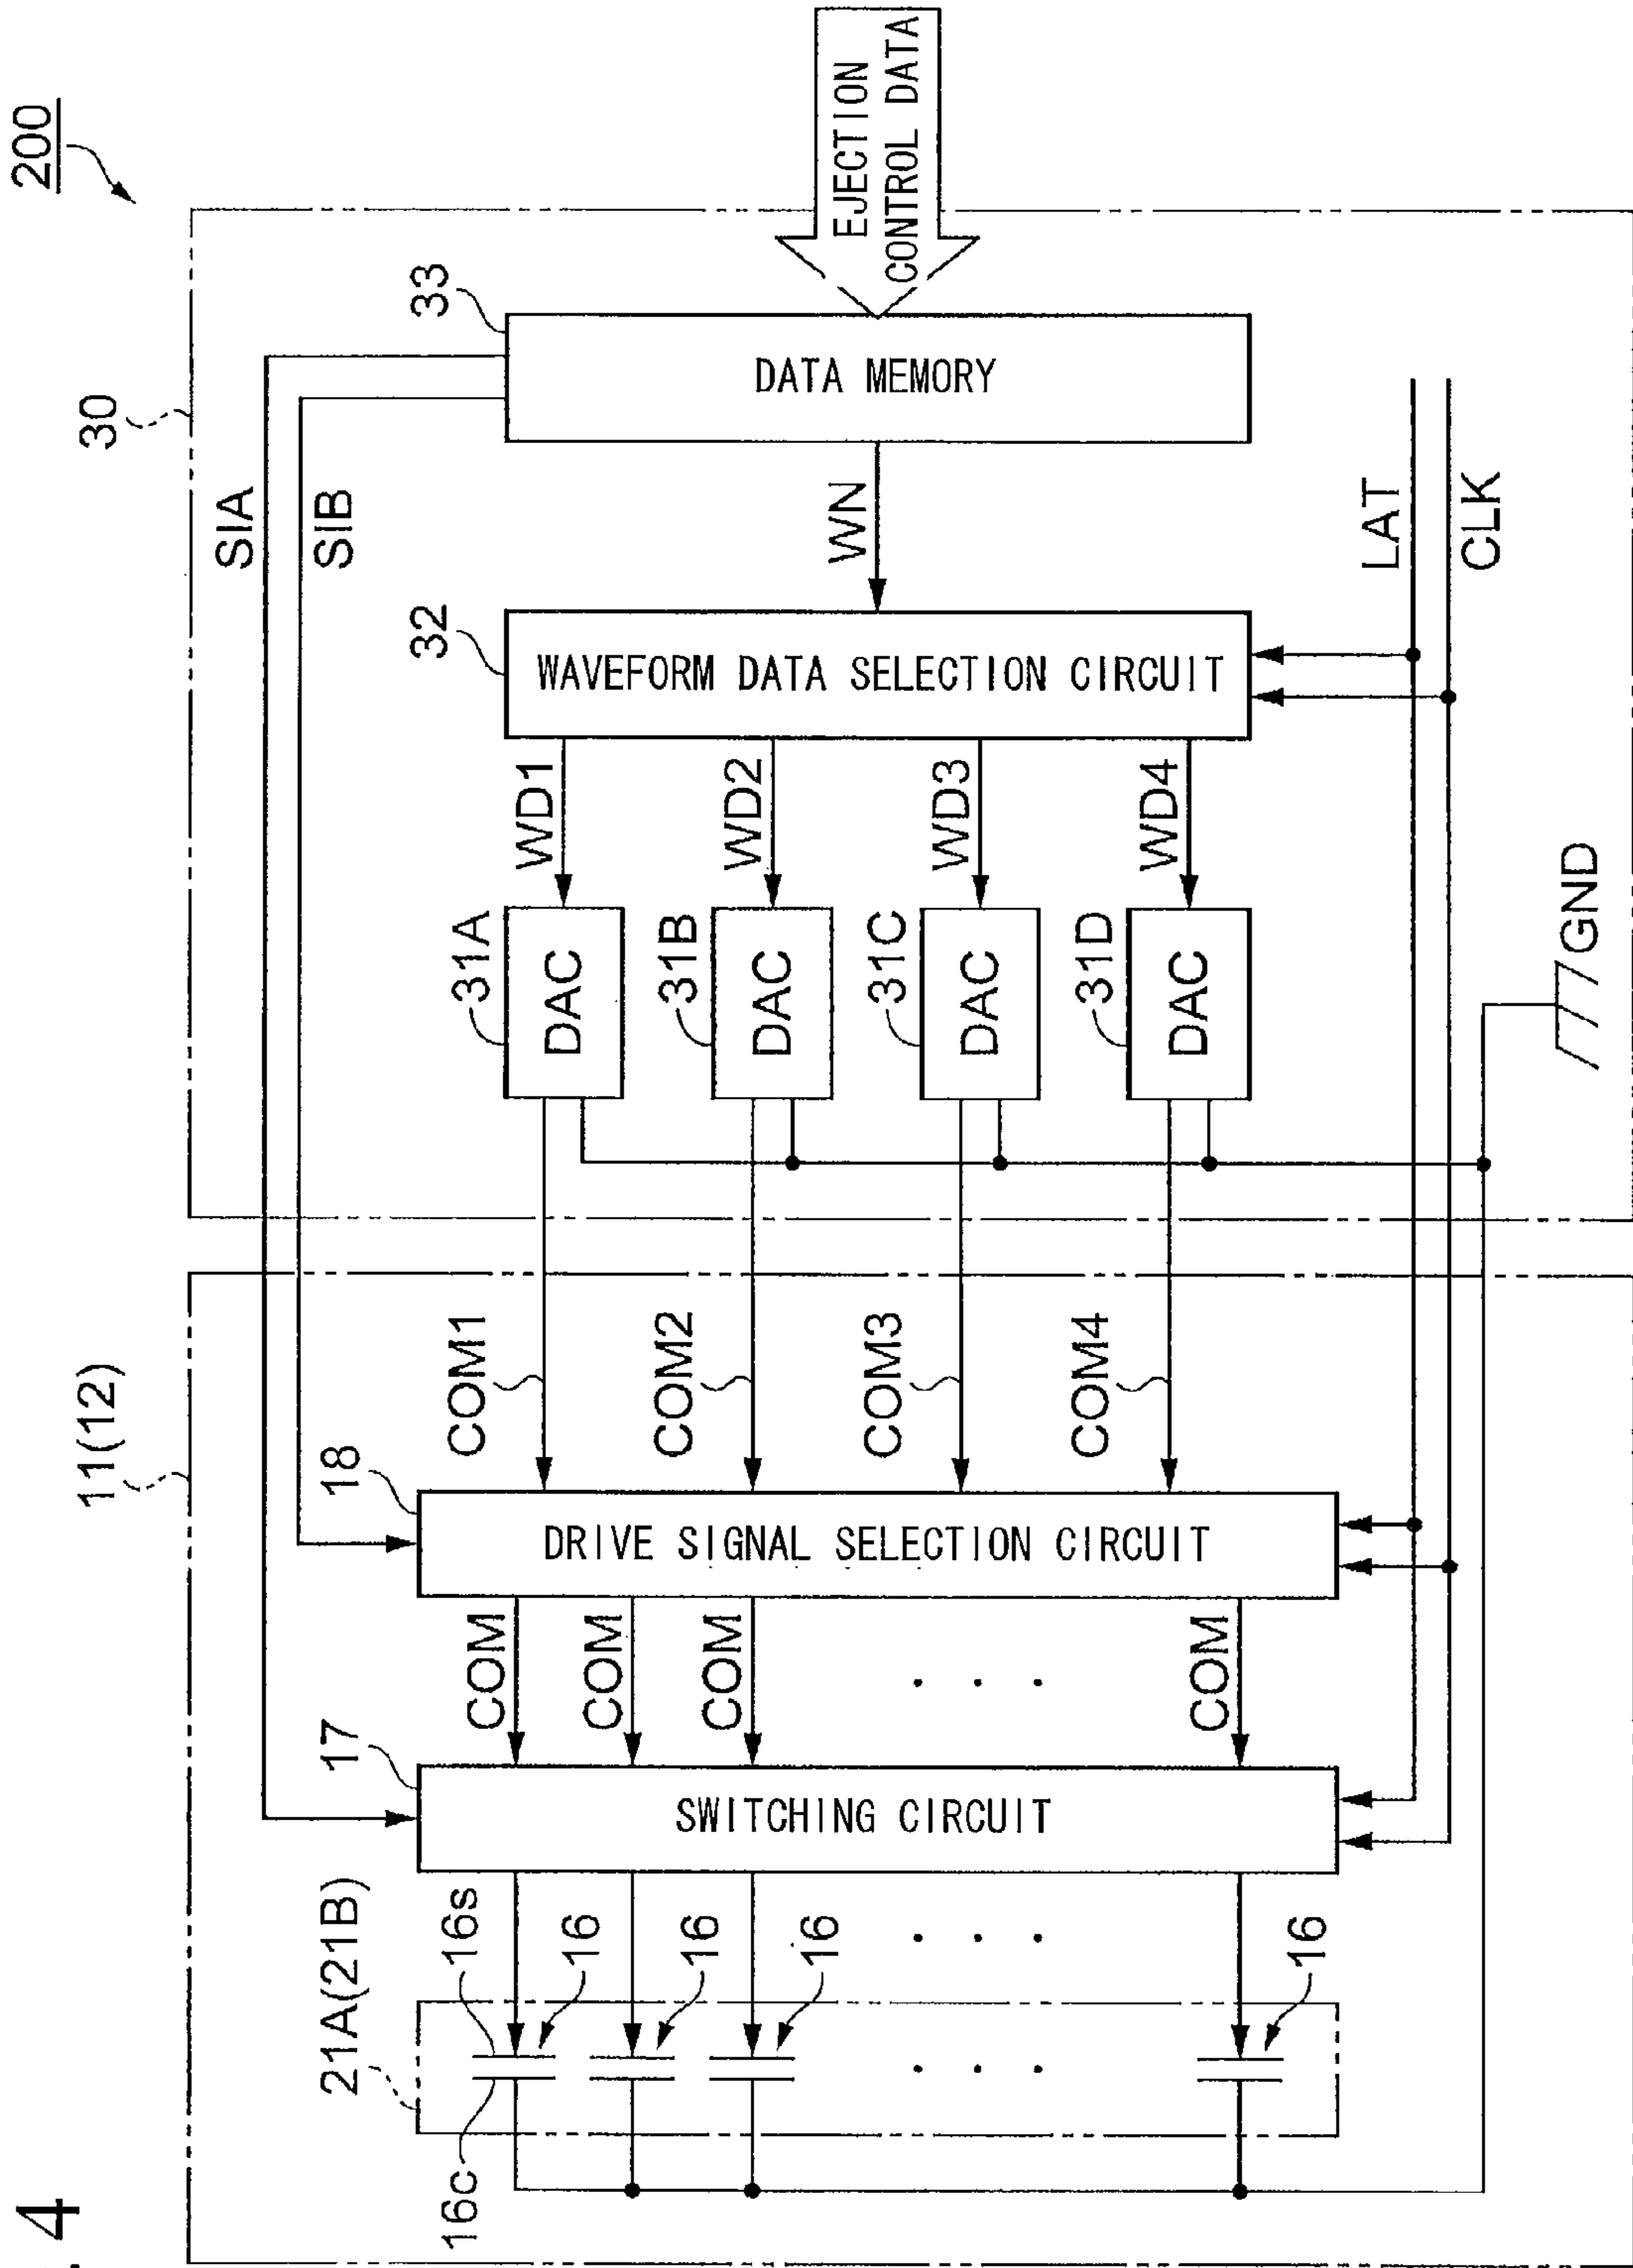 . 4
200
11(12)
30
SIA
SIB
21A(21B)
17
18
32
33
16s
16c
16
16
16
16
COM
COM
COM
COM
COM1
COM2
COM3
COM4
31A
DAC
31B
DAC
31C
DAC
31D
DAC
WD1
WD2
WD3
WD4
WN
SWITCHING CIRCUIT
DRIVE SIGNAL SELECTION CIRCUIT
WAVEFORM DATA SELECTION CIRCUIT
DATA MEMORY
EJECTION
CONTROL DATA
LAT
CLK
GND